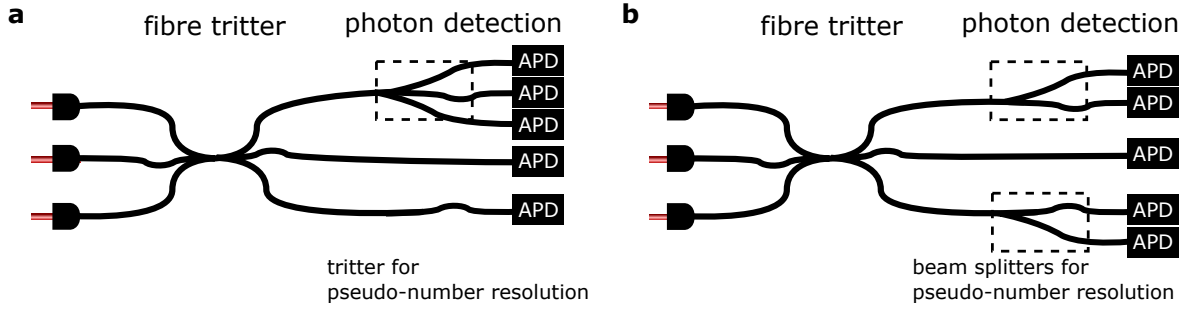 a
fibre tritter
photon detection
APD
APD
APD
APD
APD
tritter for
pseudo-number resolution
b
fibre tritter
photon detection
APD
APD
APD
APD
APD
beam splitters for
pseudo-number resolution